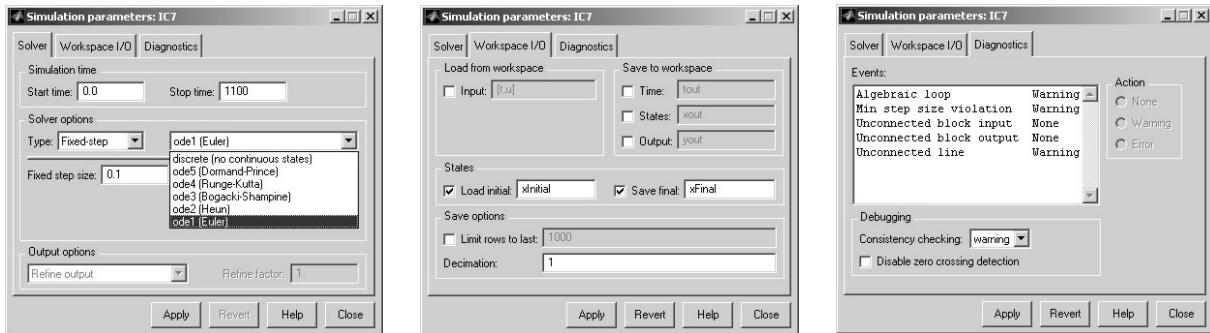 Simulation parameters: IC7
Solver Workspace I/O Diagnostics
Simulation time
Start time: 0.0 Stop time: 1100
Solver options
Type: Fixed-step ode1 (Euler)
discrete (no continuous states)
ode5 (Dormand-Prince)
ode4 (Runge-Kutta)
ode3 (Bogacki-Shampine)
ode2 (Heun)
ode1 (Euler)
Fixed step size: 0.1
Output options
Refine output Refine factor: 1
Apply Revert Help Close
Simulation parameters: IC7
Solver Workspace I/O Diagnostics
Load from workspace
Input: [t,u]
Save to workspace
Time: tout
States: xout
Output: yout
States
Load initial: xInitial Save final: xFinal
Save options
Limit rows to last: 1000
Decimation: 1
Apply Revert Help Close
Simulation parameters: IC7
Solver Workspace I/O Diagnostics
Events:
Algebraic loop Warning
Min step size violation Warning
Unconnected block input None
Unconnected block output None
Unconnected line Warning
Action
None
Warning
Error
Debugging
Consistency checking: warning
Disable zero crossing detection
Apply Revert Help Close